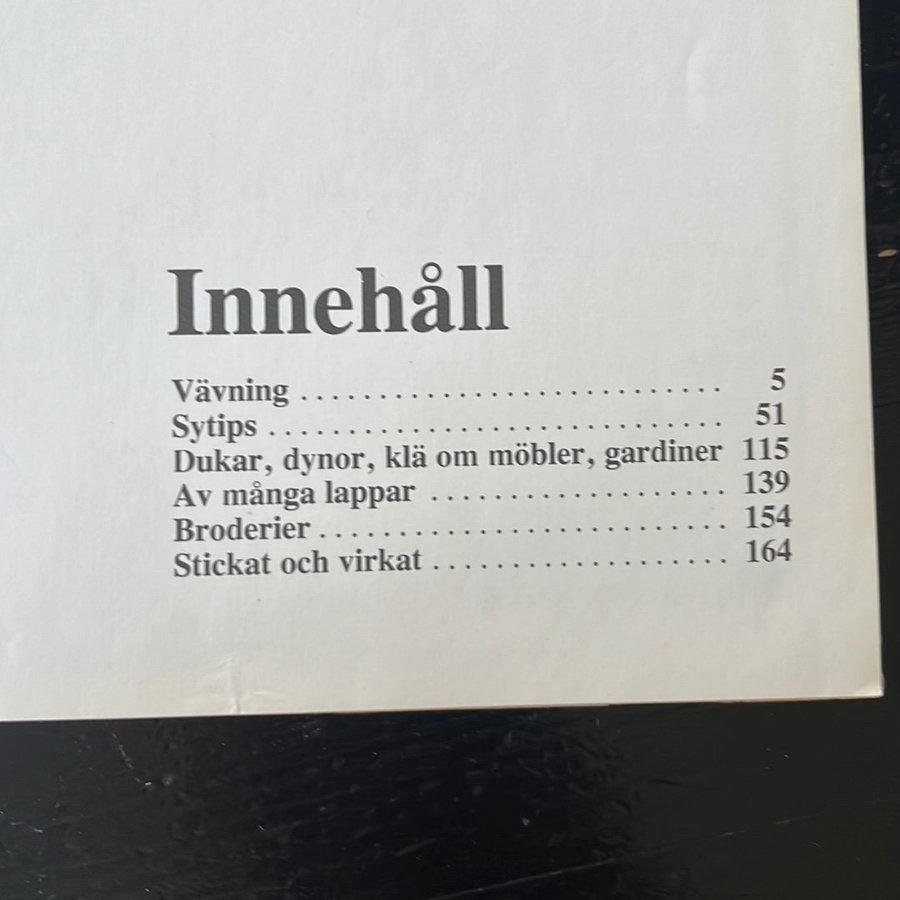 Innehåll
Vävning ............................ 5
Sytips .............................. 51
Dukar, dynor, klä om möbler, gardiner 115
Av många lappar ................... 139
Broderier ........................... 154
Stickat och virkat ................... 164